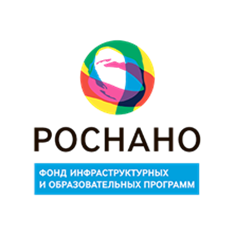 РОСНАНО
ФОНД ИНФРАСТРУКТУРНЫХ
И ОБРАЗОВАТЕЛЬНЫХ ПРОГРАММ